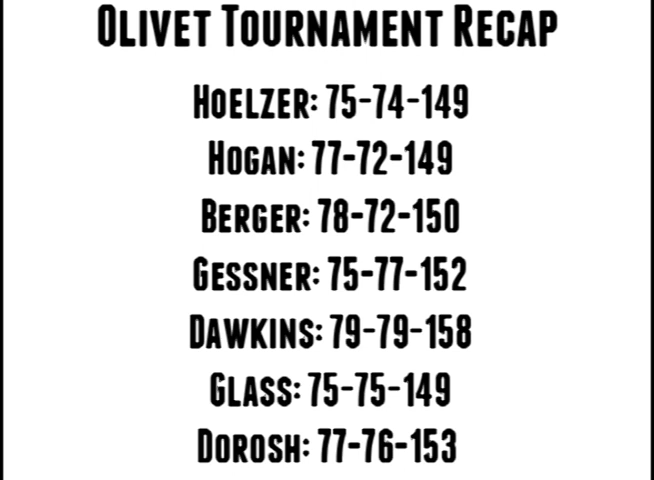 Olivet Tournament Recap
Hoelzer: 75-74-149
Hogan: 77-72-149
Berger: 78-72-150
Gessner: 75-77-152
Dawkins: 79-79-158
Glass: 75-75-149
Dorosh: 77-76-153